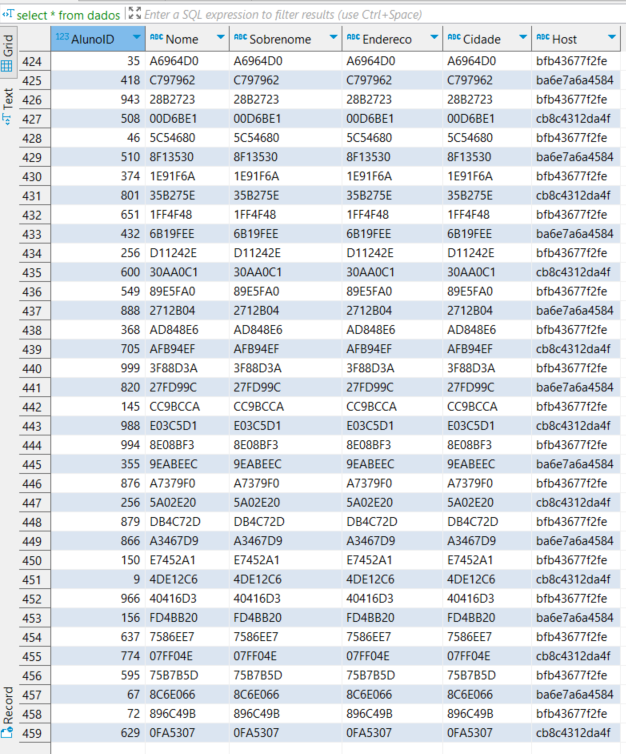 select * from dados Enter a SQL expression to filter results (use Ctrl+Space)
Grid
Text
Record
123 AlunoID ABC Nome ABC Sobrenome ABC Endereco ABC Cidade ABC Host
424 35 A6964D0 A6964D0 A6964D0 A6964D0 bfb43677f2fe
425 418 C797962 C797962 C797962 C797962 ba6e7a6a4584
426 943 28B2723 28B2723 28B2723 28B2723 bfb43677f2fe
427 508 00D6BE1 00D6BE1 00D6BE1 00D6BE1 cb8c4312da4f
428 46 5C54680 5C54680 5C54680 5C54680 bfb43677f2fe
429 510 8F13530 8F13530 8F13530 8F13530 ba6e7a6a4584
430 374 1E91F6A 1E91F6A 1E91F6A 1E91F6A bfb43677f2fe
431 801 35B275E 35B275E 35B275E 35B275E cb8c4312da4f
432 651 1FF4F48 1FF4F48 1FF4F48 1FF4F48 bfb43677f2fe
433 432 6B19FEE 6B19FEE 6B19FEE 6B19FEE ba6e7a6a4584
434 256 D11242E D11242E D11242E D11242E bfb43677f2fe
435 600 30AA0C1 30AA0C1 30AA0C1 30AA0C1 cb8c4312da4f
436 549 89E5FA0 89E5FA0 89E5FA0 89E5FA0 bfb43677f2fe
437 888 2712B04 2712B04 2712B04 2712B04 ba6e7a6a4584
438 368 AD848E6 AD848E6 AD848E6 AD848E6 bfb43677f2fe
439 705 AFB94EF AFB94EF AFB94EF AFB94EF cb8c4312da4f
440 999 3F88D3A 3F88D3A 3F88D3A 3F88D3A bfb43677f2fe
441 820 27FD99C 27FD99C 27FD99C 27FD99C ba6e7a6a4584
442 145 CC9BCCA CC9BCCA CC9BCCA CC9BCCA bfb43677f2fe
443 988 E03C5D1 E03C5D1 E03C5D1 E03C5D1 cb8c4312da4f
444 994 8E08BF3 8E08BF3 8E08BF3 8E08BF3 bfb43677f2fe
445 355 9EABEEC 9EABEEC 9EABEEC 9EABEEC ba6e7a6a4584
446 876 A7379F0 A7379F0 A7379F0 A7379F0 bfb43677f2fe
447 256 5A02E20 5A02E20 5A02E20 5A02E20 cb8c4312da4f
448 879 DB4C72D DB4C72D DB4C72D DB4C72D bfb43677f2fe
449 866 A3467D9 A3467D9 A3467D9 A3467D9 ba6e7a6a4584
450 150 E7452A1 E7452A1 E7452A1 E7452A1 bfb43677f2fe
451 9 4DE12C6 4DE12C6 4DE12C6 4DE12C6 cb8c4312da4f
452 966 40416D3 40416D3 40416D3 40416D3 bfb43677f2fe
453 156 FD4BB20 FD4BB20 FD4BB20 FD4BB20 ba6e7a6a4584
454 637 7586EE7 7586EE7 7586EE7 7586EE7 bfb43677f2fe
455 774 07FF04E 07FF04E 07FF04E 07FF04E cb8c4312da4f
456 595 75B7B5D 75B7B5D 75B7B5D 75B7B5D bfb43677f2fe
457 67 8C6E066 8C6E066 8C6E066 8C6E066 ba6e7a6a4584
458 72 896C49B 896C49B 896C49B 896C49B bfb43677f2fe
459 629 0FA5307 0FA5307 0FA5307 0FA5307 cb8c4312da4f